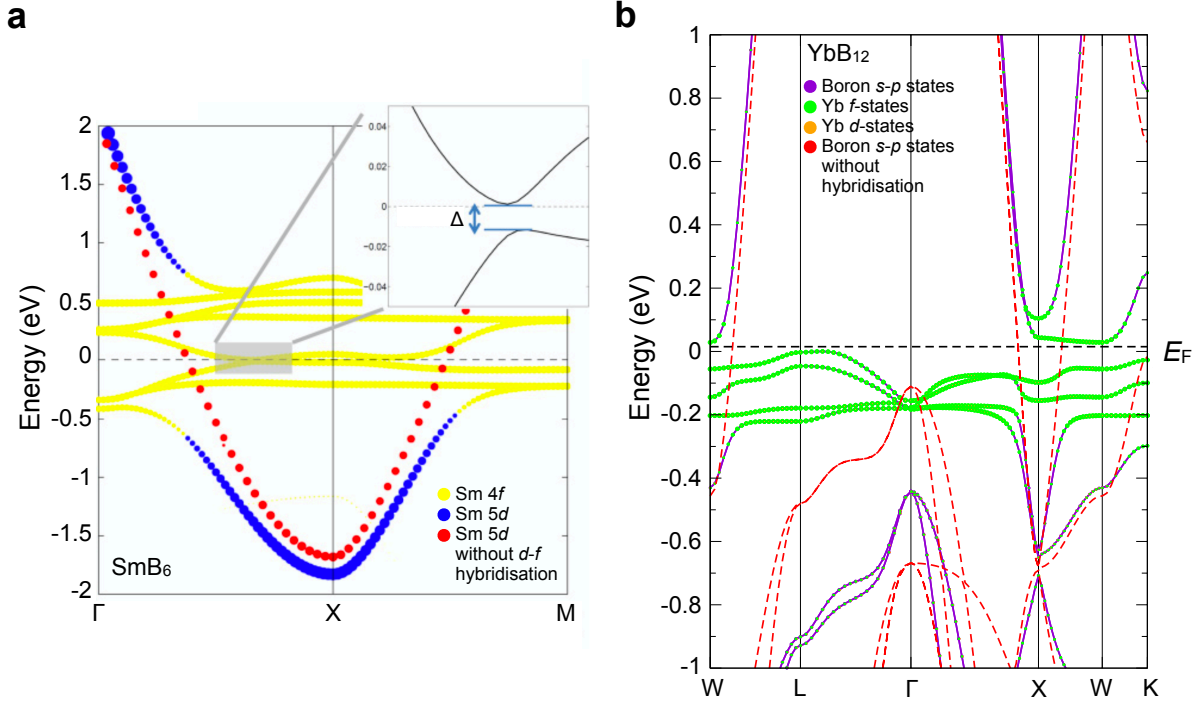 a
2
1.5
1
0.5
0
-0.5
-1
-1.5
-2
Energy (eV)
Γ
X
M
SmB6
Sm 4f
Sm 5d
Sm 5d
without d-f
hybridisation
0.04
0.02
0
−0.02
−0.04
Δ
b
1
0.8
0.6
0.4
0.2
0
-0.2
-0.4
-0.6
-0.8
-1
Energy (eV)
W
L
Γ
X
W
K
YbB12
Boron s-p states
Yb f-states
Yb d-states
Boron s-p states
without
hybridisation
EF